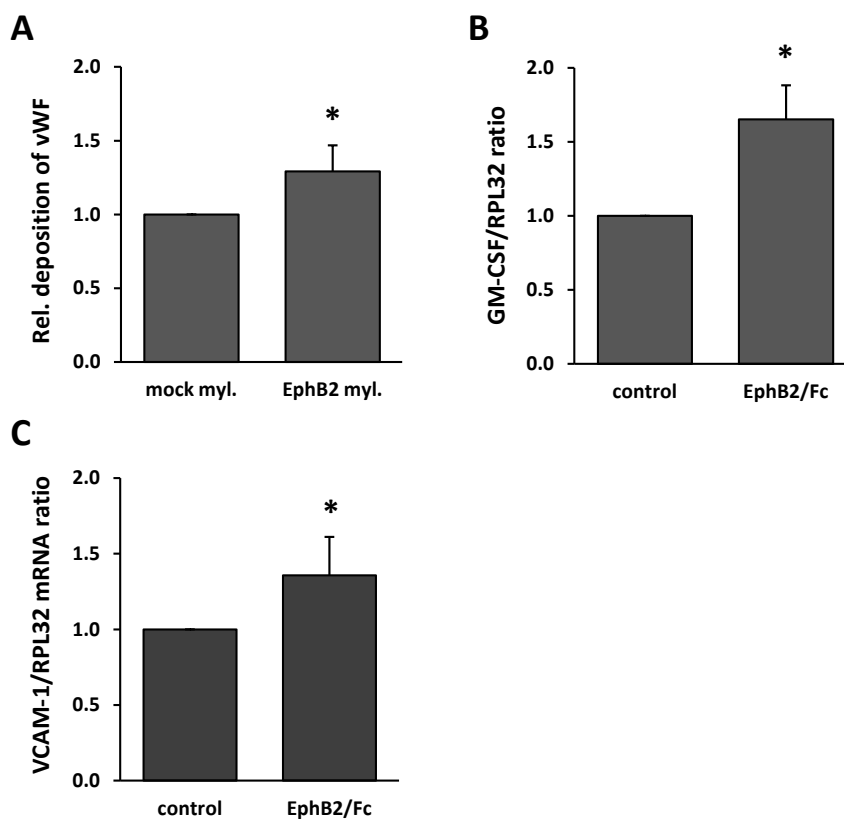 A
Rel. deposition of vWF
2.0
1.5
1.0
0.5
0.0
*
mock myl.
EphB2 myl.
B
GM-CSF/RPL32 ratio
2.0
1.5
1.0
0.5
0.0
*
control
EphB2/Fc
C
VCAM-1/RPL32 mRNA ratio
2.0
1.5
1.0
0.5
0.0
*
control
EphB2/Fc